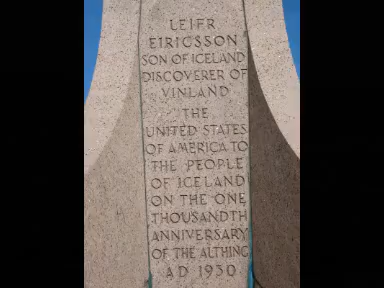 LEIFR
EIRICSSON
SON OF ICELAND
DISCOVERER OF
VINLAND
THE
UNITED STATES
OF AMERICA TO
THE PEOPLE
OF ICELAND
ON THE ONE
THOUSANDTH
ANNIVERSARY
OF THE ALTHING
AD 1930